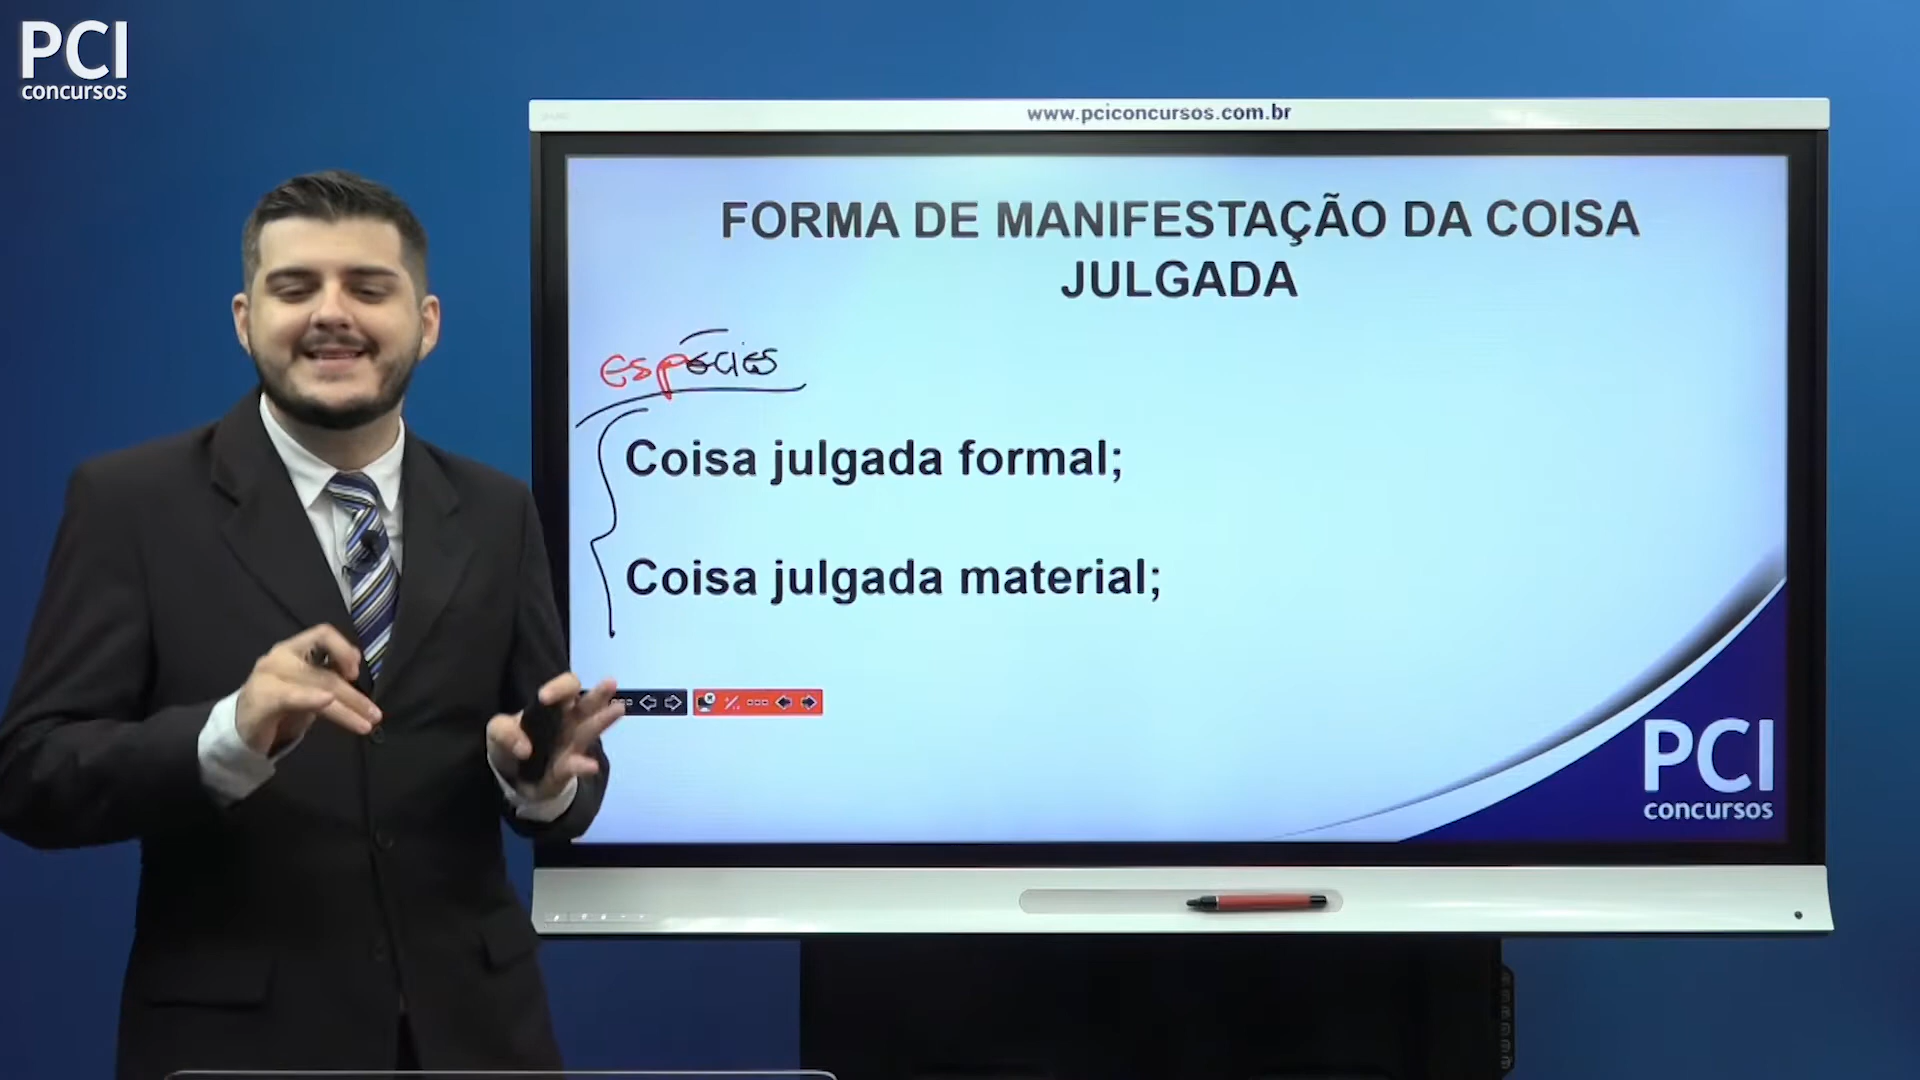 PCI
concursos
www.pciconcursos.com.br
FORMA DE MANIFESTAÇÃO DA COISA
JULGADA
espécies
Coisa julgada formal;
Coisa julgada material;
PCI
concursos